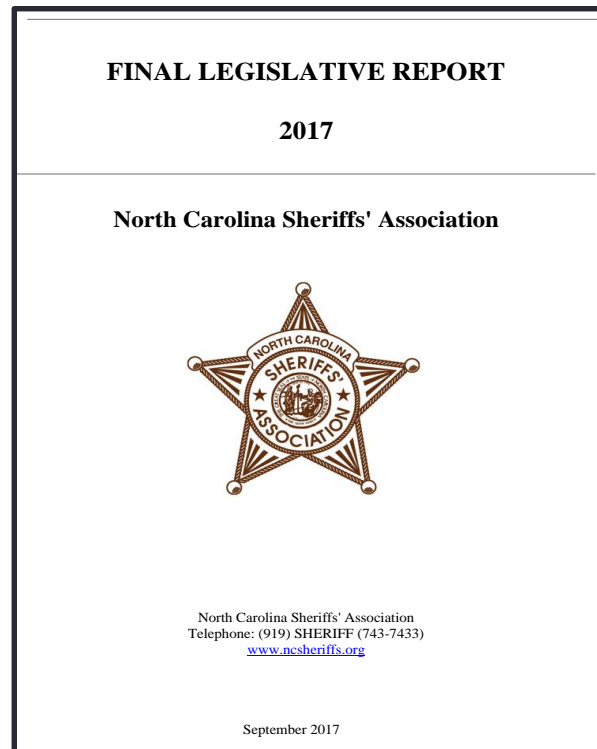 FINAL LEGISLATIVE REPORT
2017
North Carolina Sheriffs' Association
NORTH CAROLINA
SHERIFFS'
ASSOCIATION
North Carolina Sheriffs' Association
Telephone: (919) SHERIFF (743-7433)
www.ncsheriffs.org
September 2017